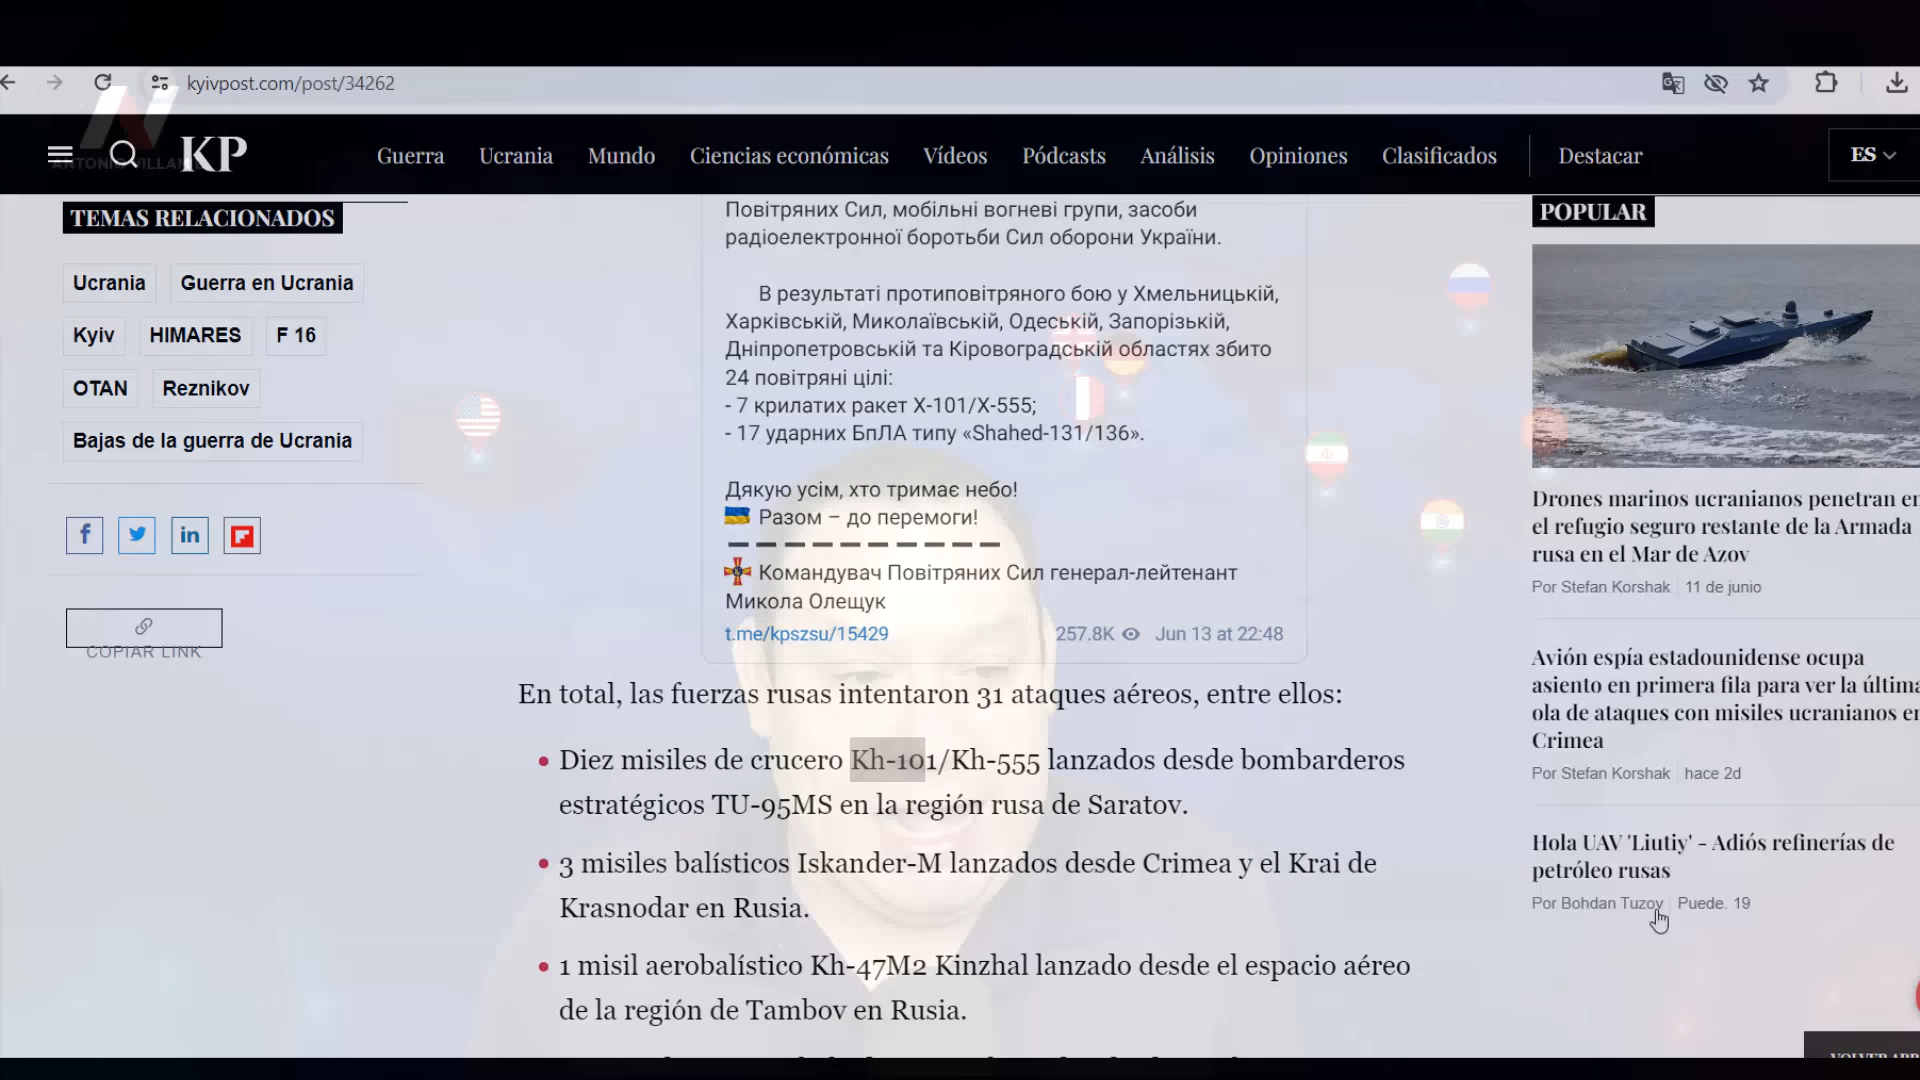 kyivpost.com/post/34262
KP
Guerra
Ucrania
Mundo
Ciencias económicas
Vídeos
Pódcasts
Análisis
Opiniones
Clasificados
Destacar
ES
TEMAS RELACIONADOS
Ucrania
Guerra en Ucrania
Kyiv
HIMARES
F 16
OTAN
Reznikov
Bajas de la guerra de Ucrania
COPIAR LINK
Повітряних Сил, мобільні вогневі групи, засоби
радіоелектронної боротьби Сил оборони України.
В результаті протиповітряного бою у Хмельницькій,
Харківській, Миколаївській, Одеській, Запорізькій,
Дніпропетровській та Кіровоградській областях збито
24 повітряні цілі:
- 7 крилатих ракет Х-101/Х-555;
- 17 ударних БпЛА типу «Shahed-131/136».
Дякую усім, хто тримає небо!
Разом – до перемоги!
Командувач Повітряних Сил генерал-лейтенант
Микола Олещук
t.me/kpszsu/15429
257.8K
Jun 13 at 22:48
En total, las fuerzas rusas intentaron 31 ataques aéreos, entre ellos:
Diez misiles de crucero Kh-101/Kh-555 lanzados desde bombarderos
estratégicos TU-95MS en la región rusa de Saratov.
3 misiles balísticos Iskander-M lanzados desde Crimea y el Krai de
Krasnodar en Rusia.
1 misil aerobalístico Kh-47M2 Kinzhal lanzado desde el espacio aéreo
de la región de Tambov en Rusia.
POPULAR
Drones marinos ucranianos penetran en
el refugio seguro restante de la Armada
rusa en el Mar de Azov
Por Stefan Korshak
11 de junio
Avión espía estadounidense ocupa
asiento en primera fila para ver la última
ola de ataques con misiles ucranianos en
Crimea
Por Stefan Korshak
hace 2d
Hola UAV 'Liutiy' - Adiós refinerías de
petróleo rusas
Por Bohdan Tuzov
Puede. 19